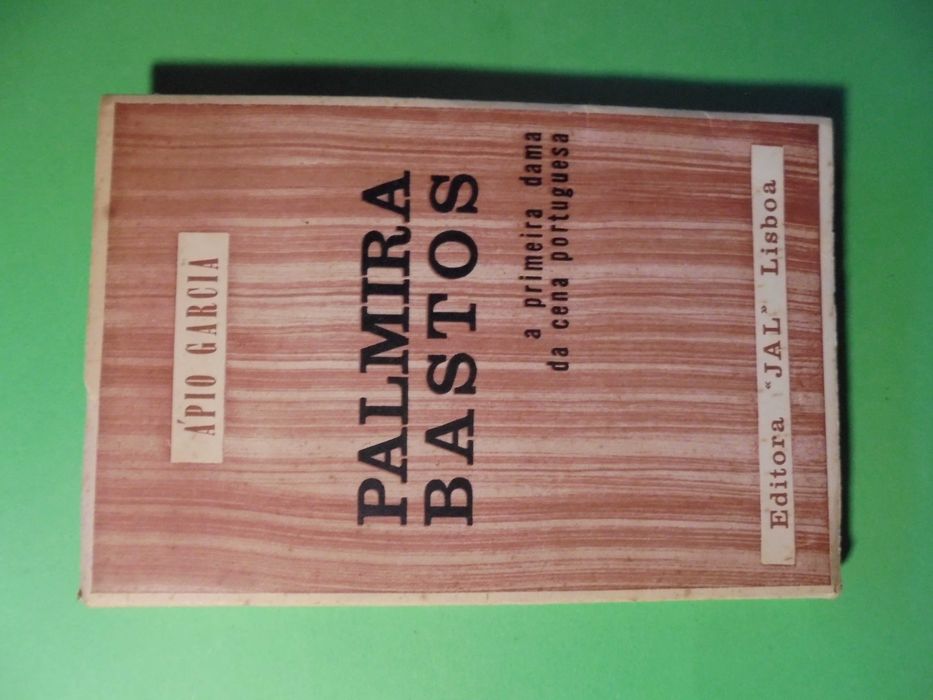 ÁPIO GARCIA
PALMIRA
BASTOS
a primeira dama
da cena portuguesa
Editora "JAL" Lisboa